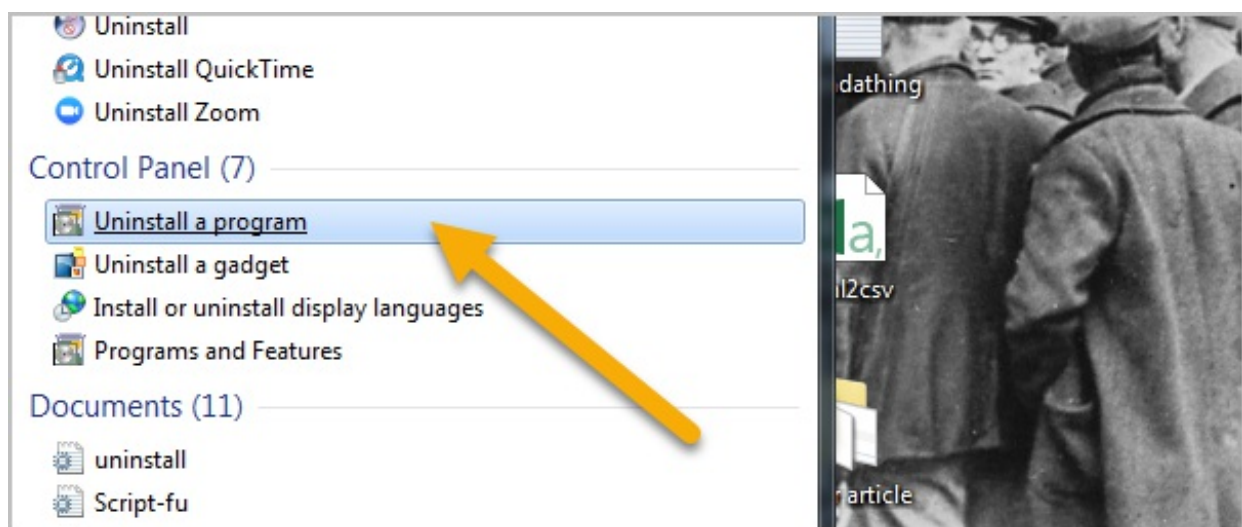 Uninstall
Uninstall QuickTime
Uninstall Zoom
Control Panel (7)
Uninstall a program
Uninstall a gadget
Install or uninstall display languages
Programs and Features
Documents (11)
uninstall
Script-fu
dathing
a,
l2csv
article